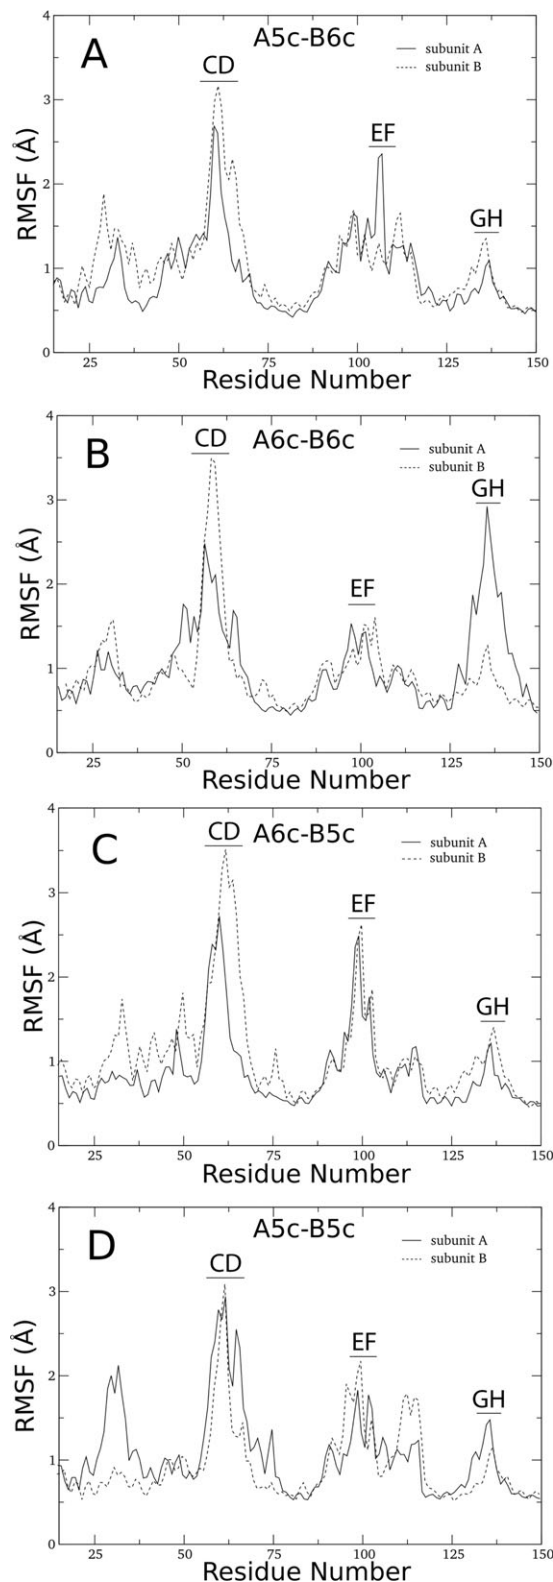 A
A5c-B6c
subunit A
subunit B
CD
EF
GH
RMSF (Å)
4
3
2
1
0
25
50
75
100
125
150
Residue Number
B
A6c-B6c
subunit A
subunit B
CD
EF
GH
RMSF (Å)
4
3
2
1
0
25
50
75
100
125
150
Residue Number
C
A6c-B5c
subunit A
subunit B
CD
EF
GH
RMSF (Å)
4
3
2
1
0
25
50
75
100
125
150
Residue Number
D
A5c-B5c
subunit A
subunit B
CD
EF
GH
RMSF (Å)
4
3
2
1
0
25
50
75
100
125
150
Residue Number